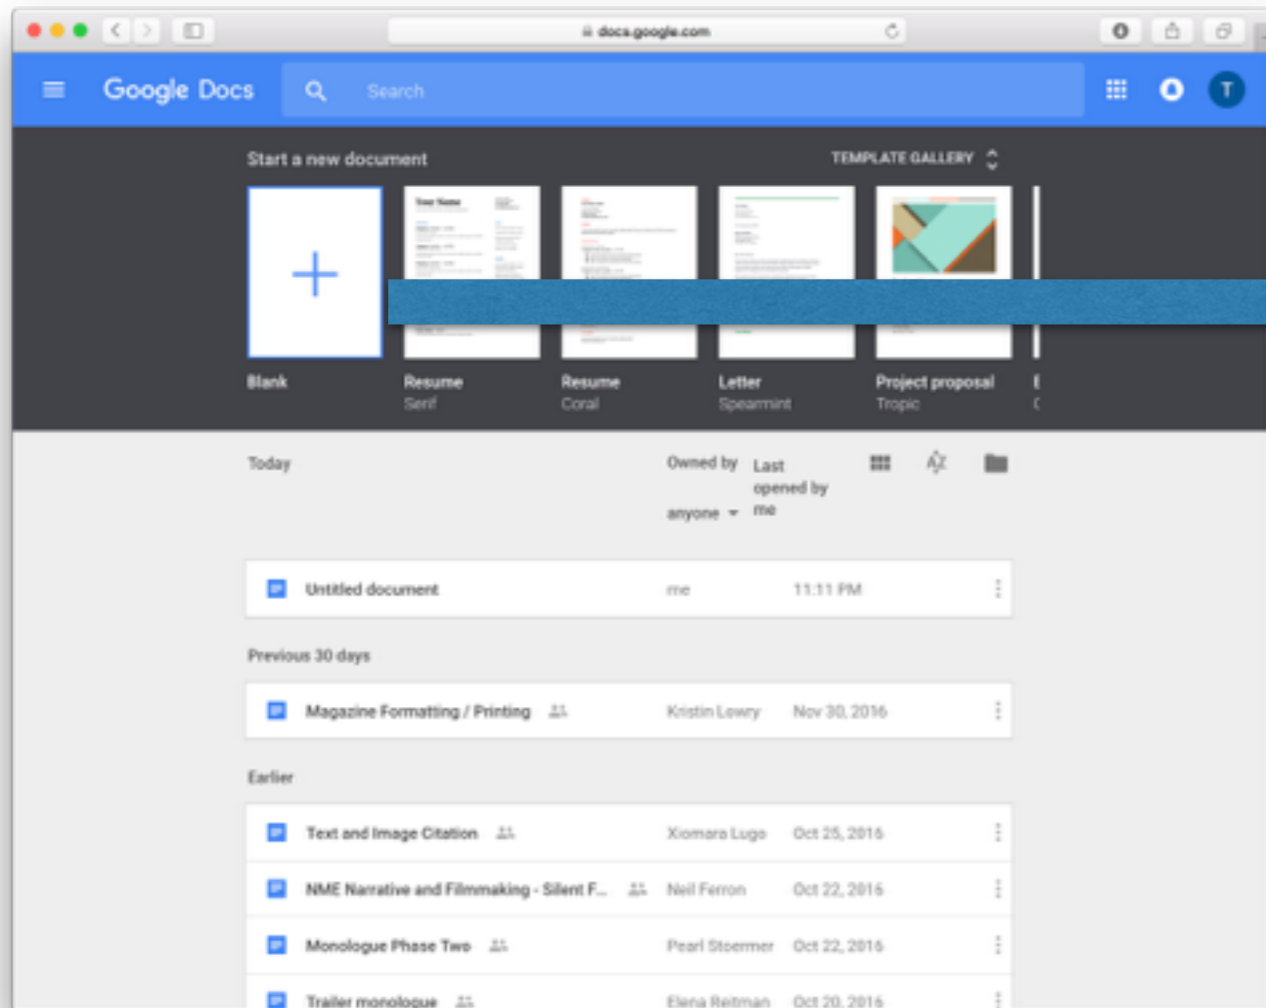 docs.google.com
Google Docs
Search
T
Start a new document
TEMPLATE GALLERY
Your Name
Blank
Resume
Resume
Letter
Project proposal
Serif
Coral
Spearmint
Tropic
Today
Owned by
anyone
Last
opened by
me
Untitled document me 11:11 PM
Previous 30 days
Magazine Formatting / Printing Kristin Lowry Nov 30, 2016
Earlier
Text and Image Citation Xiomara Lugo Oct 25, 2016
NME Narrative and Filmmaking - Silent F... Neil Ferron Oct 22, 2016
Monologue Phase Two Pearl Stoermer Oct 22, 2016
Trailer monologue Elena Reitman Oct 20, 2016